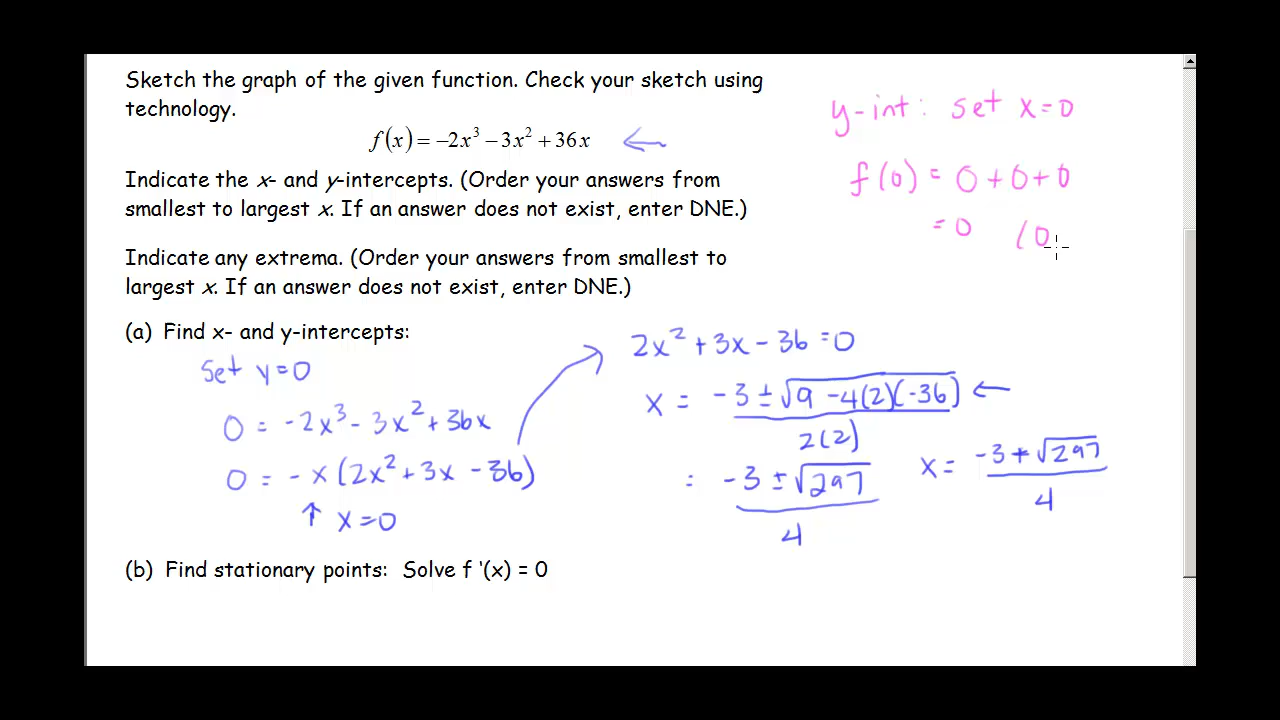 Sketch the graph of the given function. Check your sketch using
technology.
f(x) = −2x³ − 3x² + 36x ←
Indicate the x- and y-intercepts. (Order your answers from
smallest to largest x. If an answer does not exist, enter DNE.)
Indicate any extrema. (Order your answers from smallest to
largest x. If an answer does not exist, enter DNE.)
(a) Find x- and y-intercepts:
Set y=0
0 = -2x³ - 3x² + 36x
0 = -x(2x² + 3x - 36)
↑ x=0
2x² + 3x - 36 = 0
x = -3 ± √(9 - 4(2)(-36)) ←
2(2)
= -3 ± √297
4
x = -3 + √297
4
y-int: set x=0
f(0) = 0+0+0
= 0 (0
(b) Find stationary points: Solve f '(x) = 0